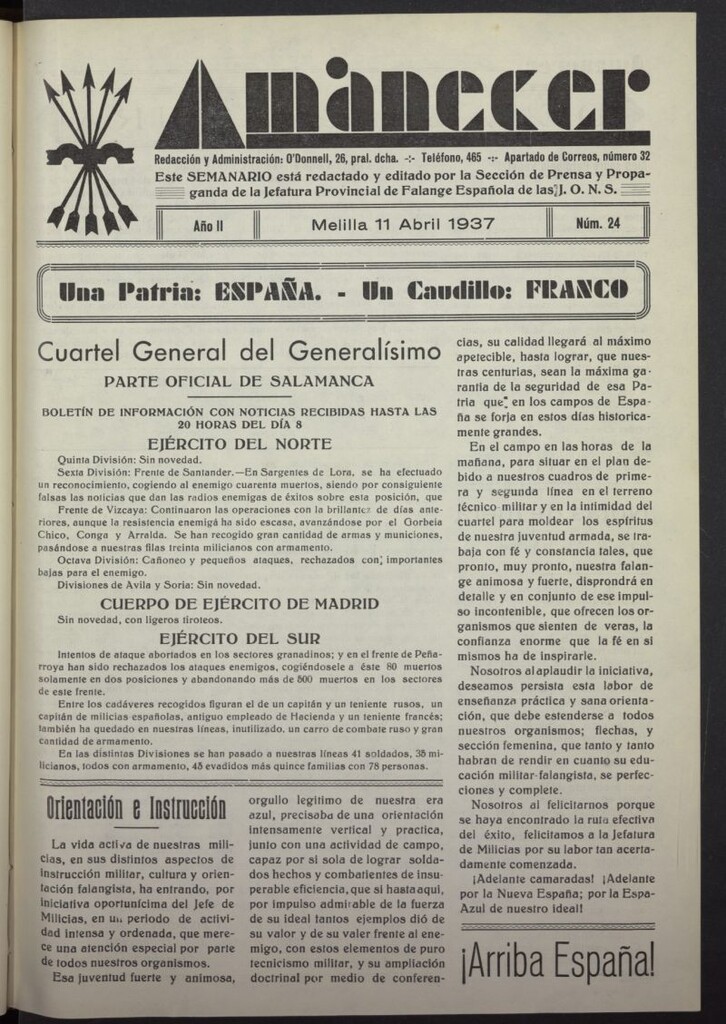 Amanecer
Redacción y Administración: O'Donnell, 26, pral. dcha. -:- Teléfono, 465 -:- Apartado de Correos, número 32
Este SEMANARIO está redactado y editado por la Sección de Prensa y Propa-
ganda de la Jefatura Provincial de Falange Española de las J. O. N. S.
Año II
Melilla 11 Abril 1937
Núm. 24
Una Patria: ESPAÑA. - Un Caudillo: FRANCO
Cuartel General del Generalísimo
PARTE OFICIAL DE SALAMANCA
BOLETÍN DE INFORMACIÓN CON NOTICIAS RECIBIDAS HASTA LAS
20 HORAS DEL DÍA 8
EJÉRCITO DEL NORTE
Quinta División: Sin novedad.
Sexta División: Frente de Santander.—En Sargentes de Lora, se ha efectuado
un reconocimiento, cogiendo al enemigo cuarenta muertos, siendo por consiguiente
falsas las noticias que dan las radios enemigas de éxitos sobre esta posición, que
Frente de Vizcaya: Continuaron las operaciones con la brillantez de días ante-
riores, aunque la resistencia enemiga ha sido escasa, avanzándose por el Gorbeia
Chico, Conga y Arralda. Se han recogido gran cantidad de armas y municiones,
pasándose a nuestras filas treinta milicianos con armamento.
Octava División: Cañoneo y pequeños ataques, rechazados con importantes
bajas para el enemigo.
Divisiones de Avila y Soria: Sin novedad.
CUERPO DE EJÉRCITO DE MADRID
Sin novedad, con ligeros tiroteos.
EJÉRCITO DEL SUR
Intentos de ataque abortados en los sectores granadinos; y en el frente de Peña-
rroya han sido rechazados los ataques enemigos, cogiéndosele a éste 80 muertos
solamente en dos posiciones y abandonando más de 500 muertos en los sectores
de este frente.
Entre los cadáveres recogidos figuran el de un capitán y un teniente rusos, un
capitán de milicias españolas, antiguo empleado de Hacienda y un teniente francés;
también ha quedado en nuestras líneas, inutilizado, un carro de combate ruso y gran
cantidad de armamento.
En las distintas Divisiones se han pasado a nuestras líneas 41 soldados, 38 mi-
licianos, todos con armamento, 48 evadidos más quince familias con 78 personas.
Orientación e Instrucción
La vida activa de nuestras mili-
cias, en sus distintos aspectos de
instrucción militar, cultura y orien-
tación falangista, ha entrando, por
iniciativa oportunícima del Jefe de
Milicias, en un periodo de activi-
dad intensa y ordenada, que mere-
ce una atención especial por parte
de todos nuestros organismos.
Esa juventud fuerte y animosa,
orgullo legitimo de nuestra era
azul, precisaba de una orientación
intensamente vertical y practica,
junto con una actividad de campo,
capaz por si sola de lograr solda-
dos hechos y combatientes de insu-
perable eficiencia, que si hasta aqui,
por impulso admirable de la fuerza
de su ideal tantos ejemplos dió de
su valor y de su valer frente al ene-
migo, con estos elementos de puro
tecnicismo militar, y su ampliación
doctrinal por medio de conferen-
cias, su calidad llegará al máximo
apetecible, hasta lograr, que nues-
tras centurias, sean la máxima ga-
rantia de la seguridad de esa Pa-
tria que en los campos de Espa-
ña se forja en estos días historica-
mente grandes.
En el campo en las horas de la
mañana, para situar en el plan de-
bido a nuestros cuadros de prime-
ra y segunda línea en el terreno
técnico-militar y en la intimidad del
cuartel para moldear los espíritus
de nuestra juventud armada, se tra-
baja con fé y constancia tales, que
pronto, muy pronto, nuestra falan-
ge animosa y fuerte, disprondrá en
detalle y en conjunto de ese impul-
so incontenible, que ofrecen los or-
ganismos que sienten de veras, la
confianza enorme que la fé en si
mismos ha de inspirarle.
Nosotros al aplaudir la iniciativa,
deseamos persista esta labor de
enseñanza práctica y sana orienta-
ción, que debe estenderse a todos
nuestros organismos; flechas, y
sección femenina, que tanto y tanto
habran de rendir en cuanto su edu-
cación militar-falangista, se perfec-
ciones y complete.
Nosotros al felicitarnos porque
se haya encontrado la ruta efectiva
del éxito, felicitamos a la Jefatura
de Milicias por su labor tan acerta-
damente comenzada.
¡Adelante camaradas! ¡Adelante
por la Nueva España; por la Espa-
Azul de nuestro ideal!
¡Arriba España!